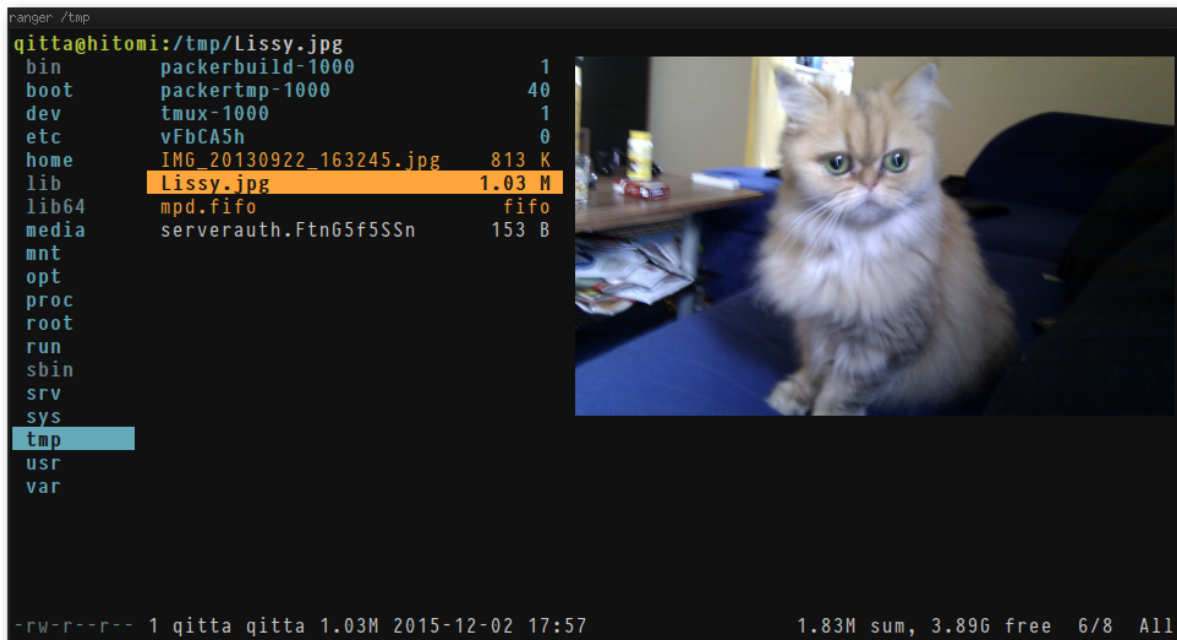 ranger /tmp
qitta@hitomi:/tmp/Lissy.jpg
bin packerbuild-1000 1
boot packertmp-1000 40
dev tmux-1000 1
etc vFbCA5h 0
home IMG_20130922_163245.jpg 813 K
lib Lissy.jpg 1.03 M
lib64 mpd.fifo fifo
media serverauth.FtnG5f5SSn 153 B
mnt
opt
proc
root
run
sbin
srv
sys
tmp
usr
var
-rw-r--r-- 1 qitta qitta 1.03M 2015-12-02 17:57 1.83M sum, 3.89G free 6/8 All